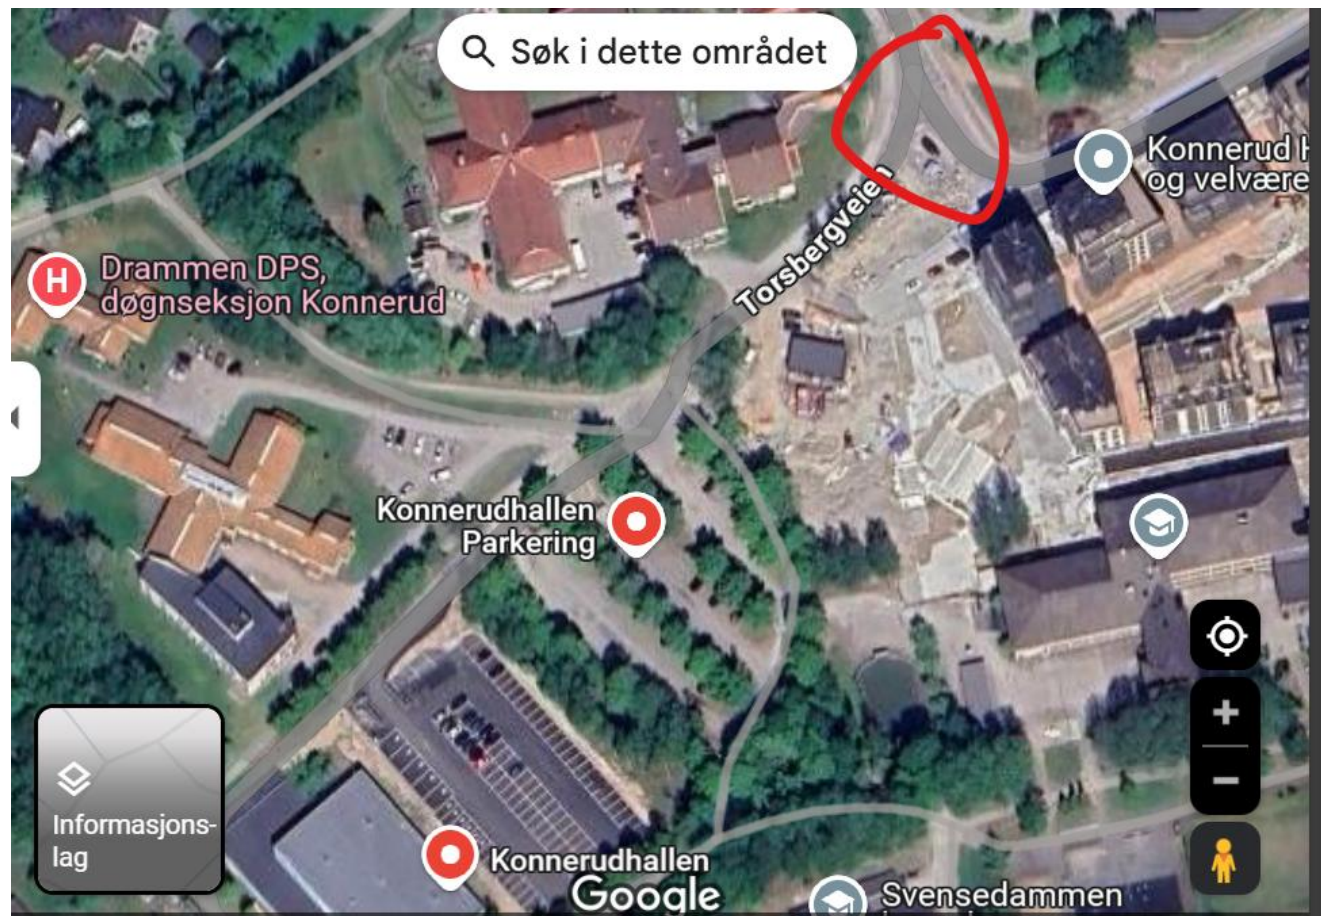 Søk i dette området
Konnerud H
og velvære
Torsbergveien
H
Drammen DPS,
døgnseksjon Konnerud
Konnerudhallen
Parkering
Informasjons-
lag
Konnerudhallen
Google
Svensedammen